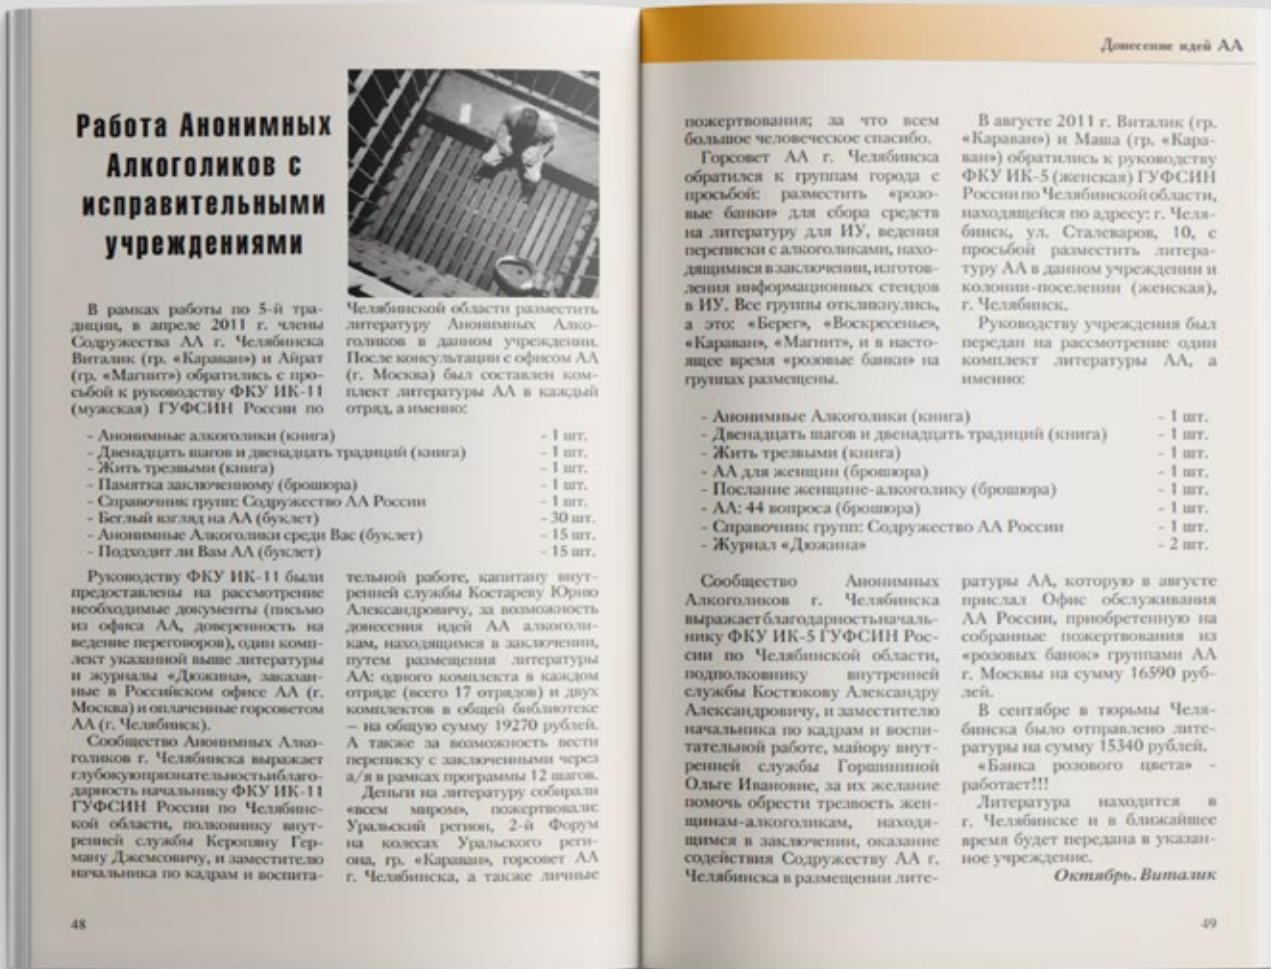 Работа Анонимных
Алкоголиков с
исправительными
учреждениями
В рамках работы по 5-й тра-
диции, в апреле 2011 г. члены
Содружества АА г. Челябинска
Виталик (гр. «Караван») и Айрат
(гр. «Магнит») обратились с про-
сьбой к руководству ФКУ ИК-11
(мужская) ГУФСИН России по
Челябинской области разместить
литературу Анонимных Алко-
голиков в данном учреждении.
После консультации с офисом АА
(г. Москва) был составлен ком-
плект литературы АА в каждый
отряд, а именно:
- Анонимные алкоголики (книга) - 1 шт.
- Двенадцать шагов и двенадцать традиций (книга) - 1 шт.
- Жить трезвыми (книга) - 1 шт.
- Памятка заключенному (брошюра) - 1 шт.
- Справочник групп: Содружество АА России - 1 шт.
- Беглый взгляд на АА (буклет) - 30 шт.
- Анонимные Алкоголики среди Вас (буклет) - 15 шт.
- Подходит ли Вам АА (буклет) - 15 шт.
Руководству ФКУ ИК-11 были
предоставлены на рассмотрение
необходимые документы (письмо
из офиса АА, доверенность на
ведение переговоров), один комп-
лект указанной выше литературы
и журналы «Дюжина», заказан-
ные в Российском офисе АА (г.
Москва) и оплаченные горсоветом
АА (г. Челябинск).
Сообщество Анонимных Алко-
голиков г. Челябинска выражает
глубокую признательность и благо-
дарность начальнику ФКУ ИК-11
ГУФСИН России по Челябинс-
кой области, полковнику внут-
ренней службы Керопяну Гер-
ману Джемсовичу, и заместителю
начальника по кадрам и воспита-
тельной работе, капитану внут-
ренней службы Костареву Юрию
Александровичу, за возможность
донесения идей АА алкоголи-
кам, находящимся в заключении,
путем размещения литературы
АА: одного комплекта в каждом
отряде (всего 17 отрядов) и двух
комплектов в общей библиотеке
– на общую сумму 19270 рублей.
А также за возможность вести
переписку с заключенными через
а/я в рамках программы 12 шагов.
Деньги на литературу собирали
«всем миром», пожертвовали:
Уральский регион, 2-й Форум
на колесах Уральского реги-
она, гр. «Караван», горсовет АА
г. Челябинска, а также личные
48
Донесение идей АА
пожертвования; за что всем
большое человеческое спасибо.
Горсовет АА г. Челябинска
обратился к группам города с
просьбой: разместить «розо-
вые банки» для сбора средств
на литературу для ИУ, ведения
переписки с алкоголиками, нахо-
дящимися в заключении, изготов-
ления информационных стендов
в ИУ. Все группы откликнулись,
а это: «Берег», «Воскресенье»,
«Караван», «Магнит», и в насто-
ящее время «розовые банки» на
группах размещены.
В августе 2011 г. Виталик (гр.
«Караван») и Маша (гр. «Кара-
ван») обратились к руководству
ФКУ ИК-5 (женская) ГУФСИН
России по Челябинской области,
находящейся по адресу: г. Челя-
бинск, ул. Сталеваров, 10, с
просьбой разместить литера-
туру АА в данном учреждении и
колонии-поселении (женская),
г. Челябинск.
Руководству учреждения был
передан на рассмотрение один
комплект литературы АА, а
именно:
- Анонимные Алкоголики (книга) - 1 шт.
- Двенадцать шагов и двенадцать традиций (книга) - 1 шт.
- Жить трезвыми (книга) - 1 шт.
- АА для женщин (брошюра) - 1 шт.
- Послание женщине-алкоголику (брошюра) - 1 шт.
- АА: 44 вопроса (брошюра) - 1 шт.
- Справочник групп: Содружество АА России - 1 шт.
- Журнал «Дюжина» - 2 шт.
Сообщество Анонимных
Алкоголиков г. Челябинска
выражает благодарность началь-
нику ФКУ ИК-5 ГУФСИН Рос-
сии по Челябинской области,
подполковнику внутренней
службы Костюкову Александру
Александровичу, и заместителю
начальника по кадрам и воспи-
тательной работе, майору внут-
ренней службы Горшининой
Ольге Ивановне, за их желание
помочь обрести трезвость жен-
щинам-алкоголикам, находя-
щимся в заключении, оказание
содействия Содружеству АА г.
Челябинска в размещении лите-
ратуры АА, которую в августе
прислал Офис обслуживания
АА России, приобретенную на
собранные пожертвования из
«розовых банок» группами АА
г. Москвы на сумму 16590 руб-
лей.
В сентябре в тюрьмы Челя-
бинска было отправлено лите-
ратуры на сумму 15340 рублей.
«Банка розового цвета» -
работает!!!
Литература находится в
г. Челябинске и в ближайшее
время будет передана в указан-
ное учреждение.
Октябрь. Виталик
49